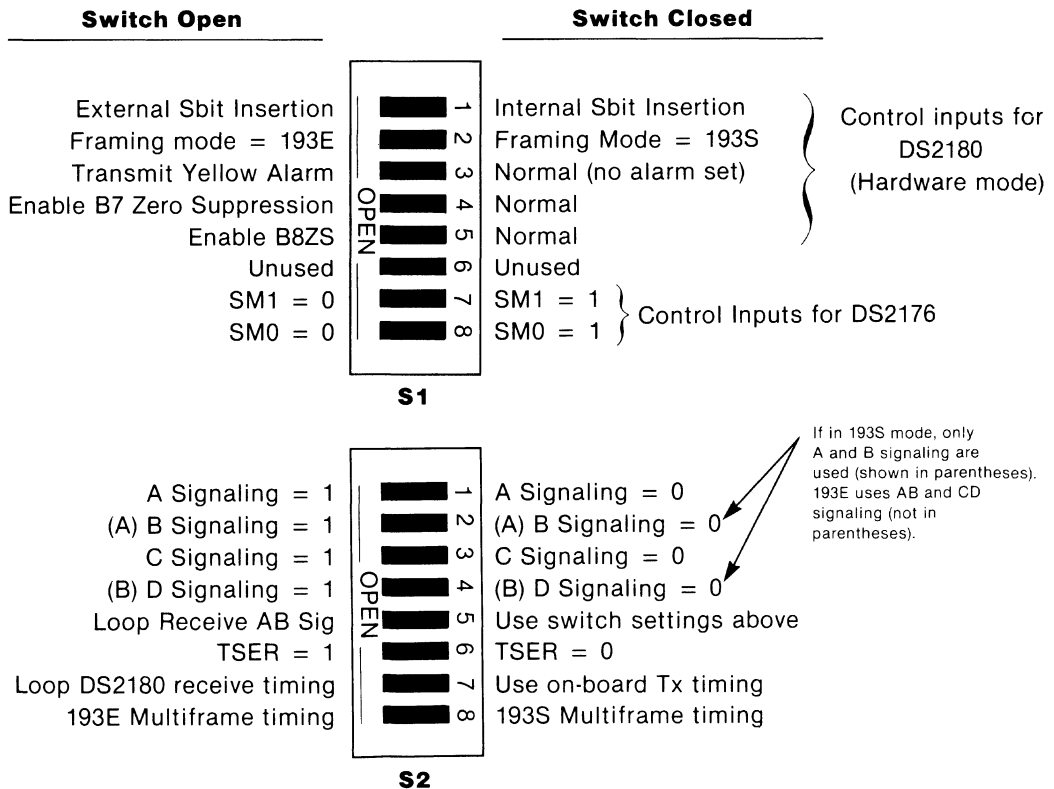 Switch Open Switch Closed
External Sbit Insertion 1 Internal Sbit Insertion
Framing mode = 193E 2 Framing Mode = 193S
Transmit Yellow Alarm 3 Normal (no alarm set)
Enable B7 Zero Suppression 4 Normal
Enable B8ZS 5 Normal
Unused 6 Unused
SM1 = 0 7 SM1 = 1
SM0 = 0 8 SM0 = 1
OPEN
Control inputs for
DS2180
(Hardware mode)
Control Inputs for DS2176
S1
If in 193S mode, only
A and B signaling are
used (shown in parentheses).
193E uses AB and CD
signaling (not in
parentheses).
A Signaling = 1 1 A Signaling = 0
(A) B Signaling = 1 2 (A) B Signaling = 0
C Signaling = 1 3 C Signaling = 0
(B) D Signaling = 1 4 (B) D Signaling = 0
Loop Receive AB Sig 5 Use switch settings above
TSER = 1 6 TSER = 0
Loop DS2180 receive timing 7 Use on-board Tx timing
193E Multiframe timing 8 193S Multiframe timing
OPEN
S2